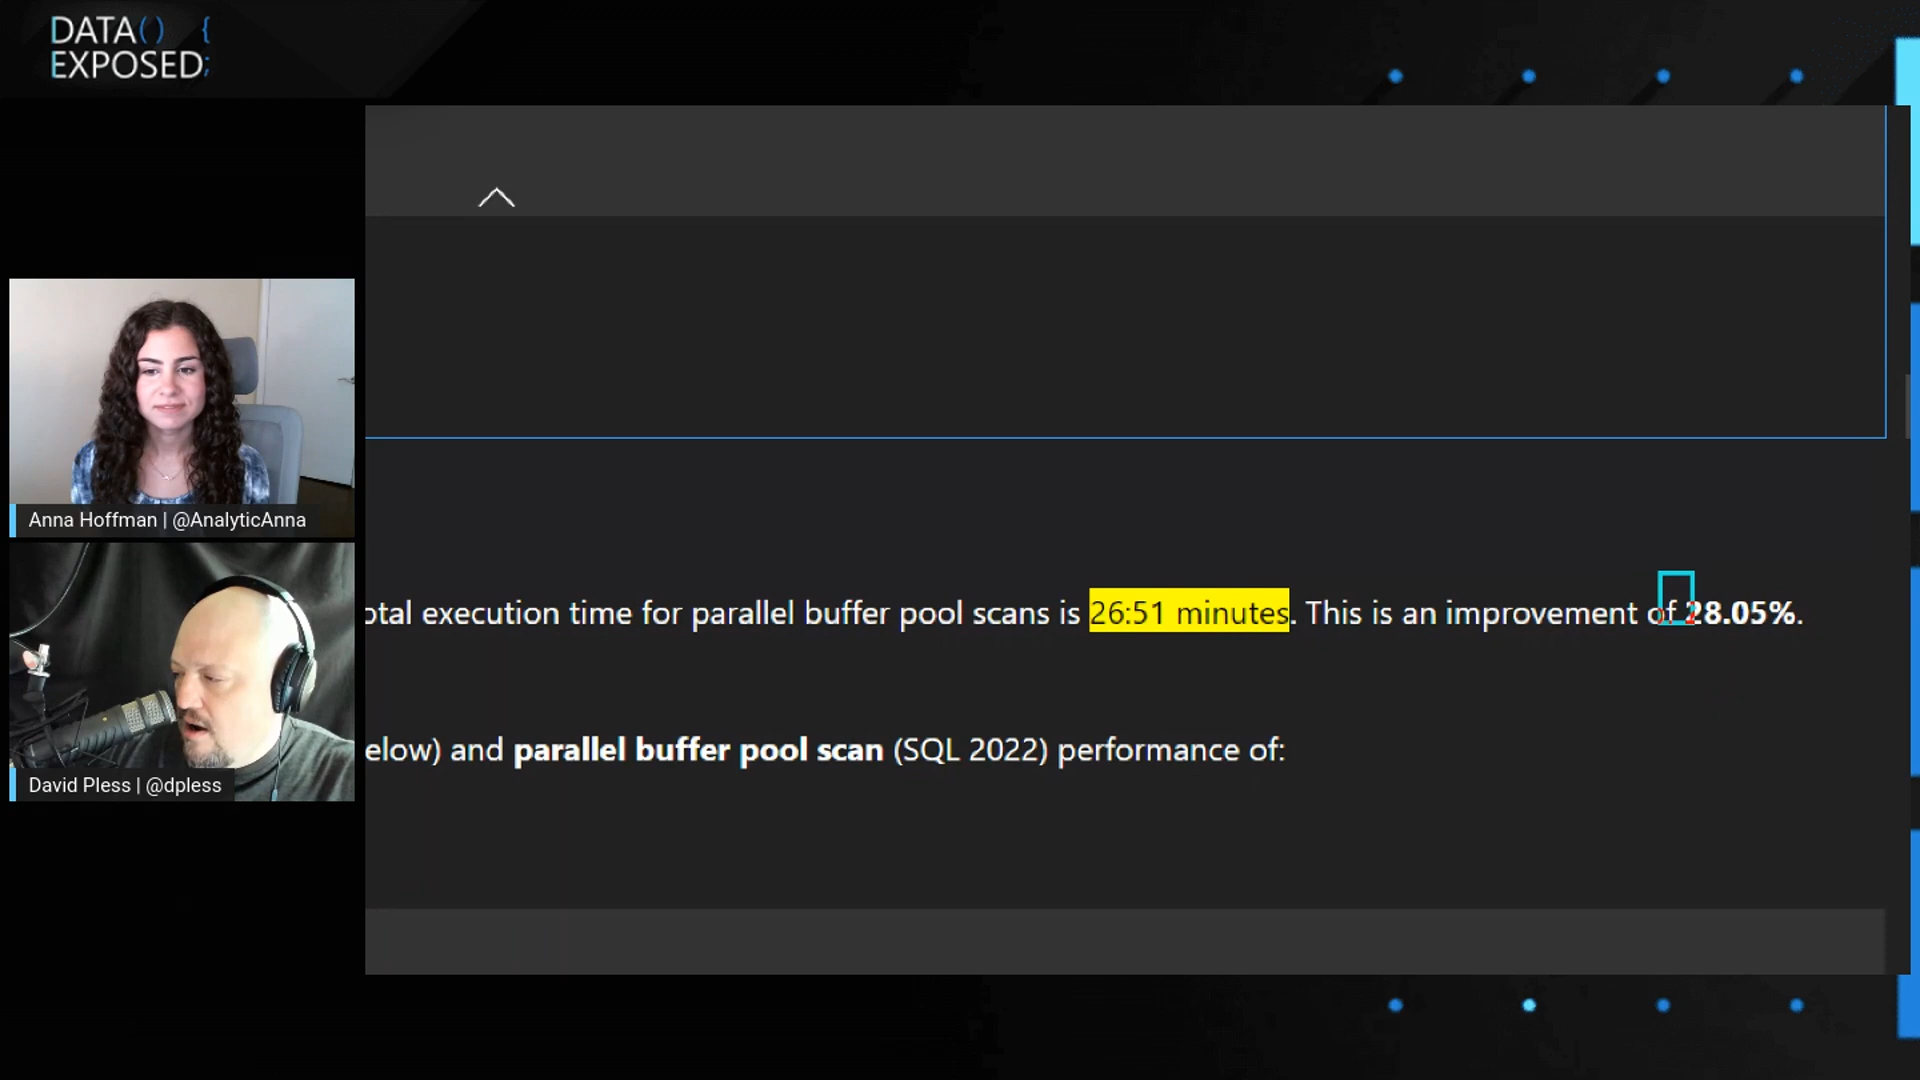 DATA() {
EXPOSED;
Anna Hoffman | @AnalyticAnna
David Pless | @dpless
otal execution time for parallel buffer pool scans is 26:51 minutes. This is an improvement of 28.05%.
elow) and parallel buffer pool scan (SQL 2022) performance of: